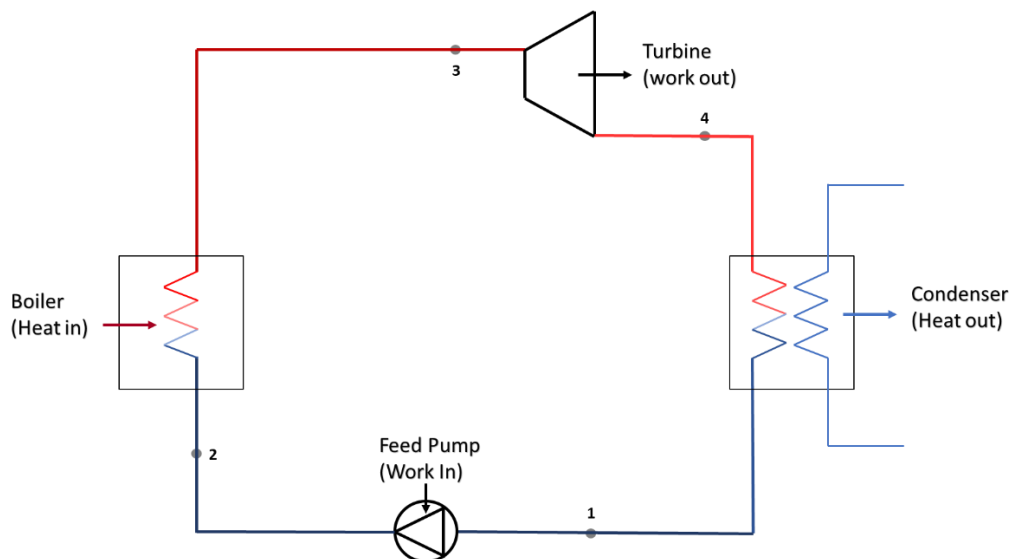 3
Turbine
(work out)
4
Boiler
(Heat in)
Condenser
(Heat out)
2
Feed Pump
(Work In)
1